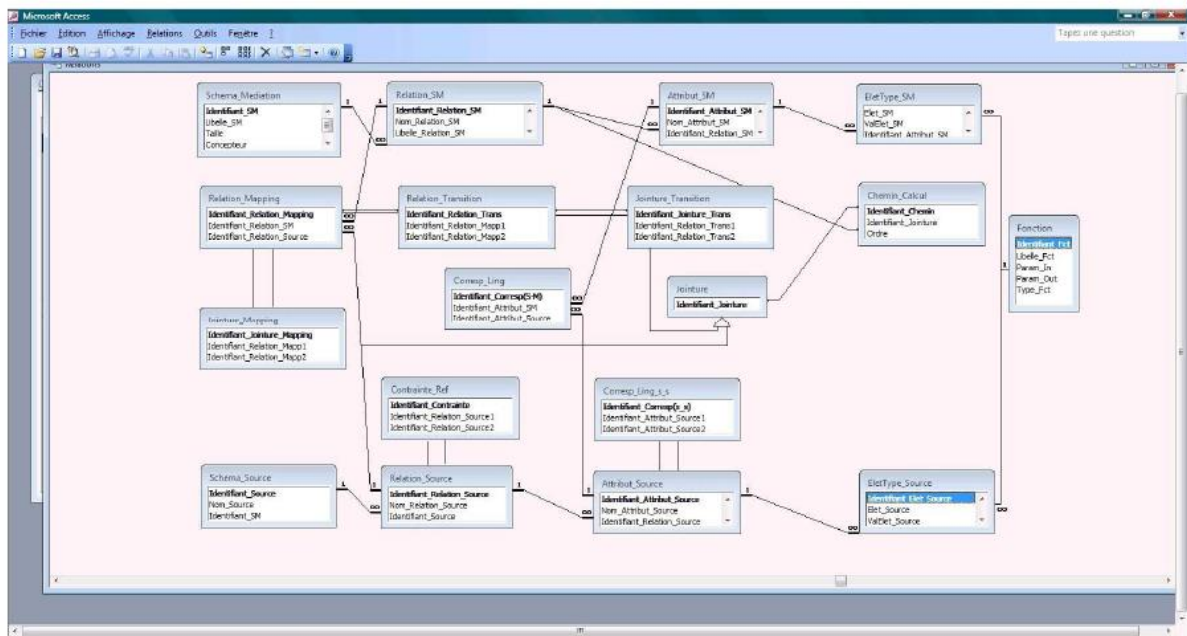 Microsoft Access
Fichier Edition Affichage Relations Outils Fenêtre ?
Tapez une question
Relations
Schema_Mediation
Identifiant_SM
Libelle_SM
Taille
Concepteur
Relation_SM
Identifiant_Relation_SM
Nom_Relation_SM
Libelle_Relation_SM
Attribut_SM
Identifiant_Attribut_SM
Nom_Attribut_SM
Identifiant_Relation_SM
EletType_SM
Elet_SM
ValElet_SM
Identifiant_Attribut_SM
Relation_Mapping
Identifiant_Relation_Mapping
Identifiant_Relation_SM
Identifiant_Relation_Source
Relation_Transition
Identifiant_Relation_Trans
Identifiant_Relation_Mapp1
Identifiant_Relation_Mapp2
Jointure_Transition
Identifiant_Jointure_Trans
Identifiant_Relation_Trans1
Identifiant_Relation_Trans2
Chemin_Calcul
Identifiant_Chemin
Identifiant_Jointure
Ordre
Fonction
Identifiant_Fct
Libelle_Fct
Param_In
Param_Out
Type_Fct
Corresp_Ling
Identifiant_Corresp(S-M)
Identifiant_Attribut_SM
Identifiant_Attribut_Source
Jointure
Identifiant_Jointure
Jointure_Mapping
Identifiant_Jointure_Mapping
Identifiant_Relation_Mapp1
Identifiant_Relation_Mapp2
Contrainte_Ref
Identifiant_Contrainte
Identifiant_Relation_Source1
Identifiant_Relation_Source2
Corresp_Ling_s_s
Identifiant_Corresp(s_s)
Identifiant_Attribut_Source1
Identifiant_Attribut_Source2
Schema_Source
Identifiant_Source
Nom_Source
Identifiant_SM
Relation_Source
Identifiant_Relation_Source
Nom_Relation_Source
Identifiant_Source
Attribut_Source
Identifiant_Attribut_Source
Nom_Attribut_Source
Identifiant_Relation_Source
EletType_Source
Identifiant_Elet_Source
Elet_Source
ValElet_Source